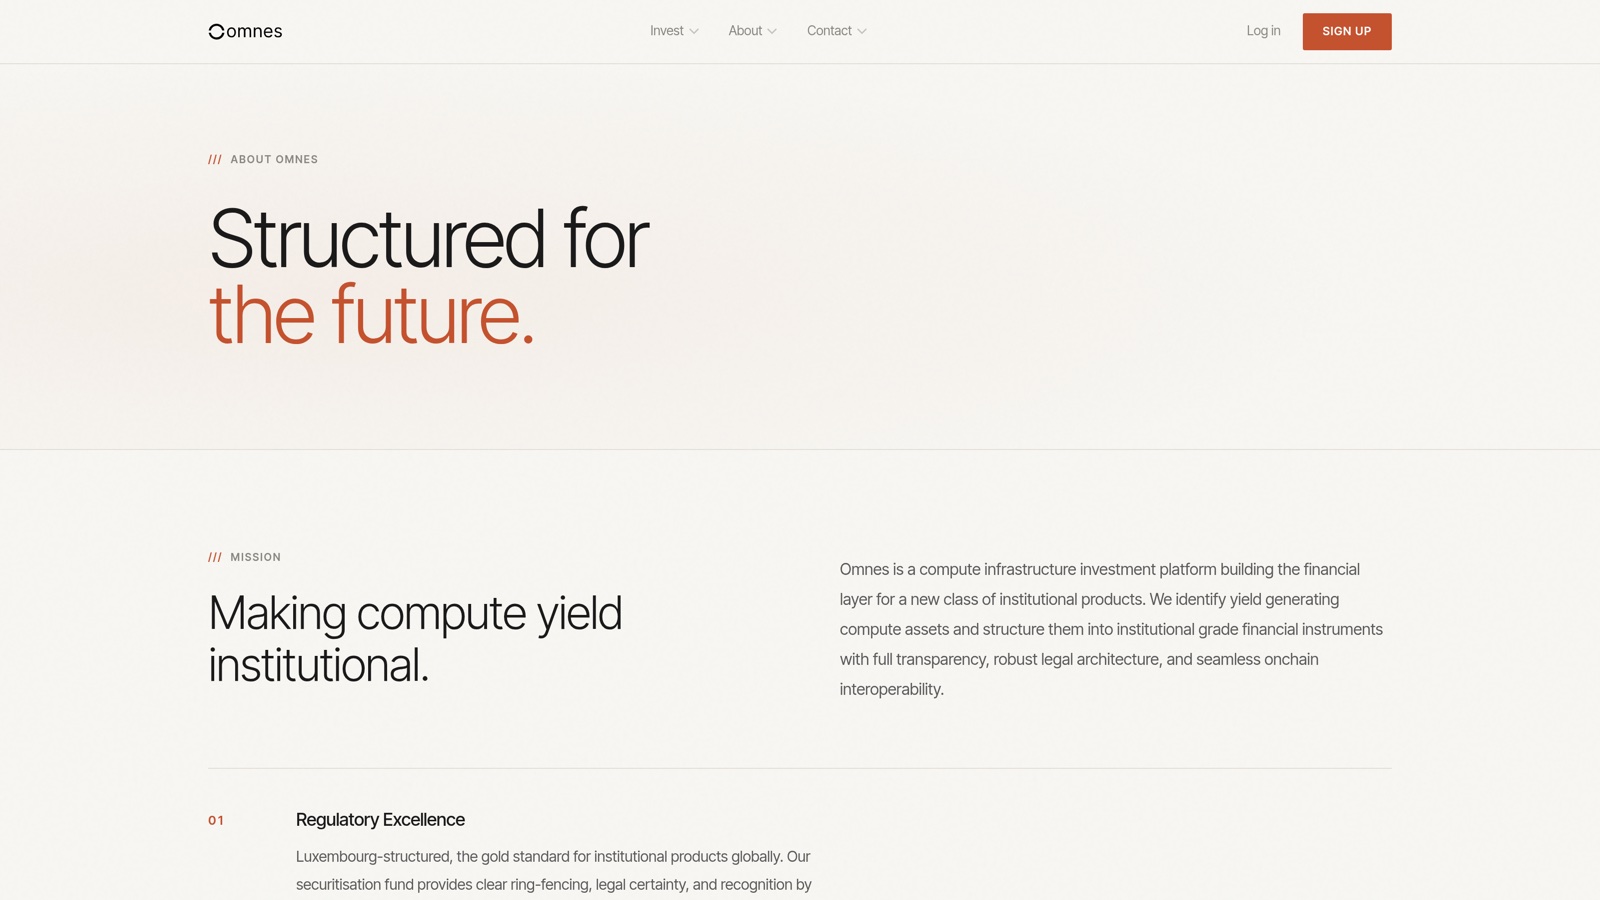 omnes
Invest
About
Contact
Log in
SIGN UP
/// ABOUT OMNES
Structured for
the future.
/// MISSION
Making compute yield
institutional.
Omnes is a compute infrastructure investment platform building the financial
layer for a new class of institutional products. We identify yield generating
compute assets and structure them into institutional grade financial instruments
with full transparency, robust legal architecture, and seamless onchain
interoperability.
01
Regulatory Excellence
Luxembourg-structured, the gold standard for institutional products globally. Our
securitisation fund provides clear ring-fencing, legal certainty, and recognition by